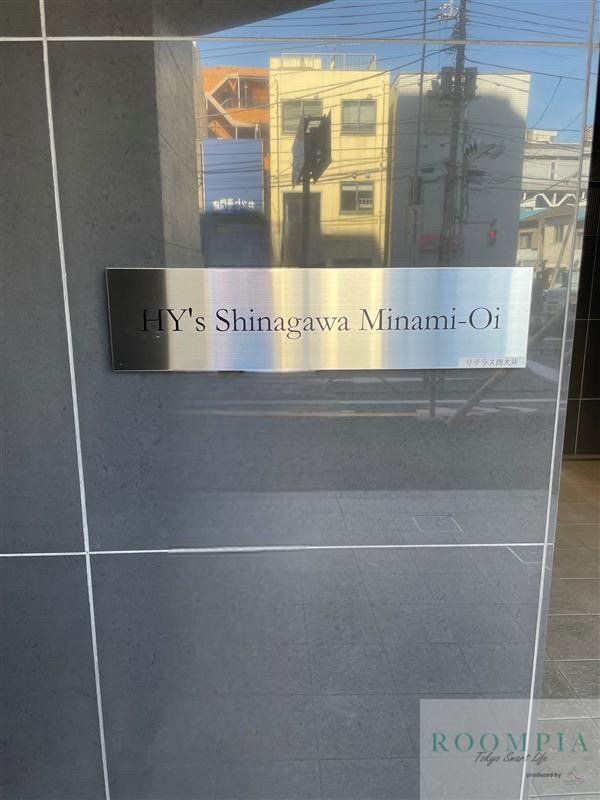 HY's Shinagawa Minami-Oi
リテラス南大井
ROOMPIA
Tokyo Smart Life
produced by